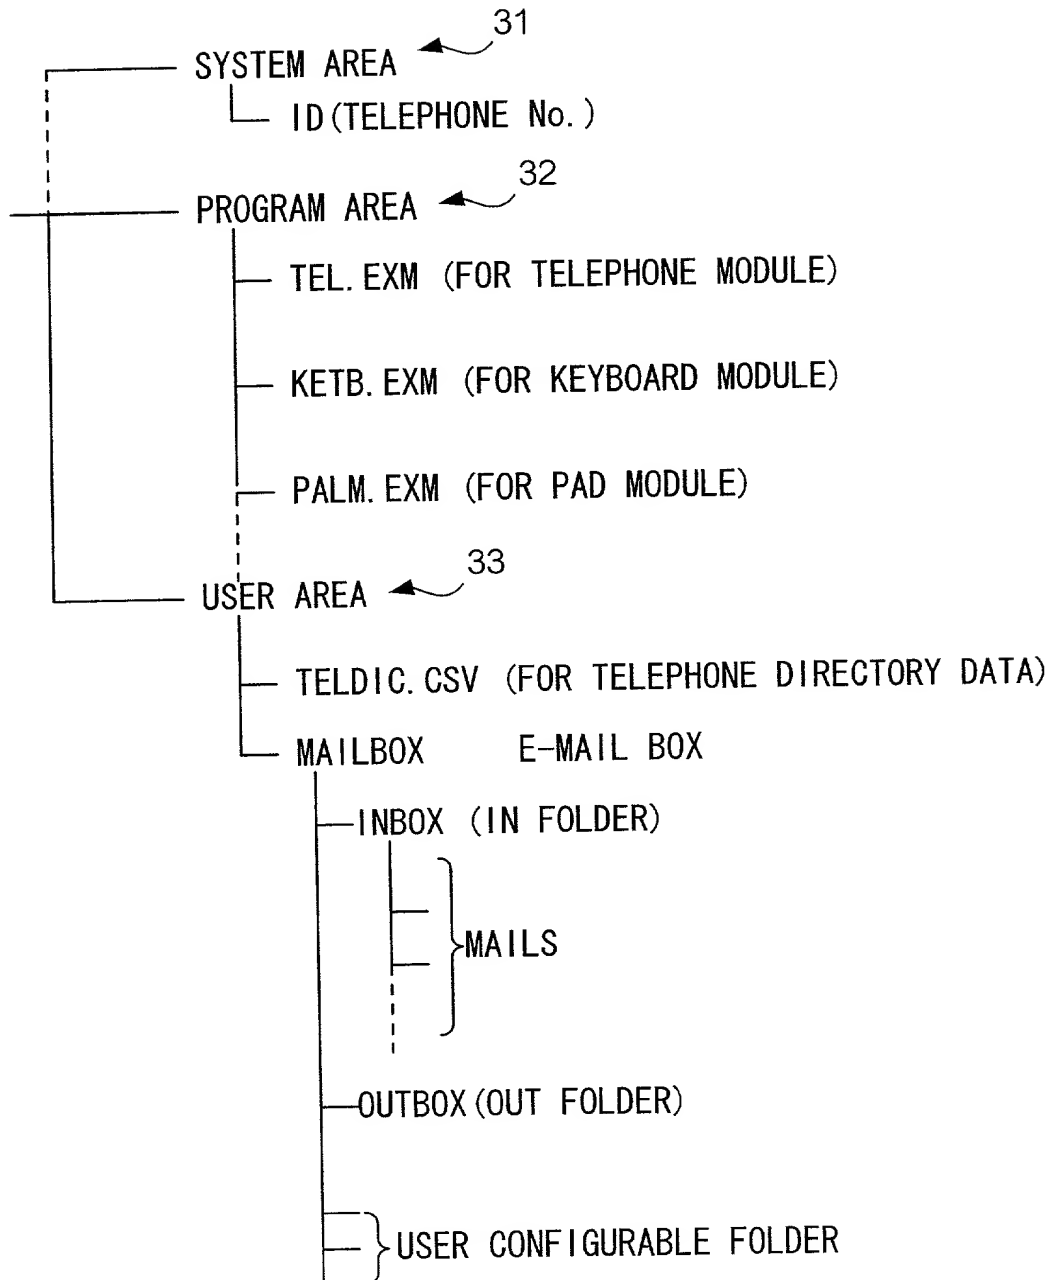 31
SYSTEM AREA
ID(TELEPHONE No.)
32
PROGRAM AREA
TEL.EXM (FOR TELEPHONE MODULE)
KETB.EXM (FOR KEYBOARD MODULE)
PALM.EXM (FOR PAD MODULE)
33
USER AREA
TELDIC.CSV (FOR TELEPHONE DIRECTORY DATA)
MAILBOX E-MAIL BOX
INBOX (IN FOLDER)
MAILS
OUTBOX(OUT FOLDER)
USER CONFIGURABLE FOLDER